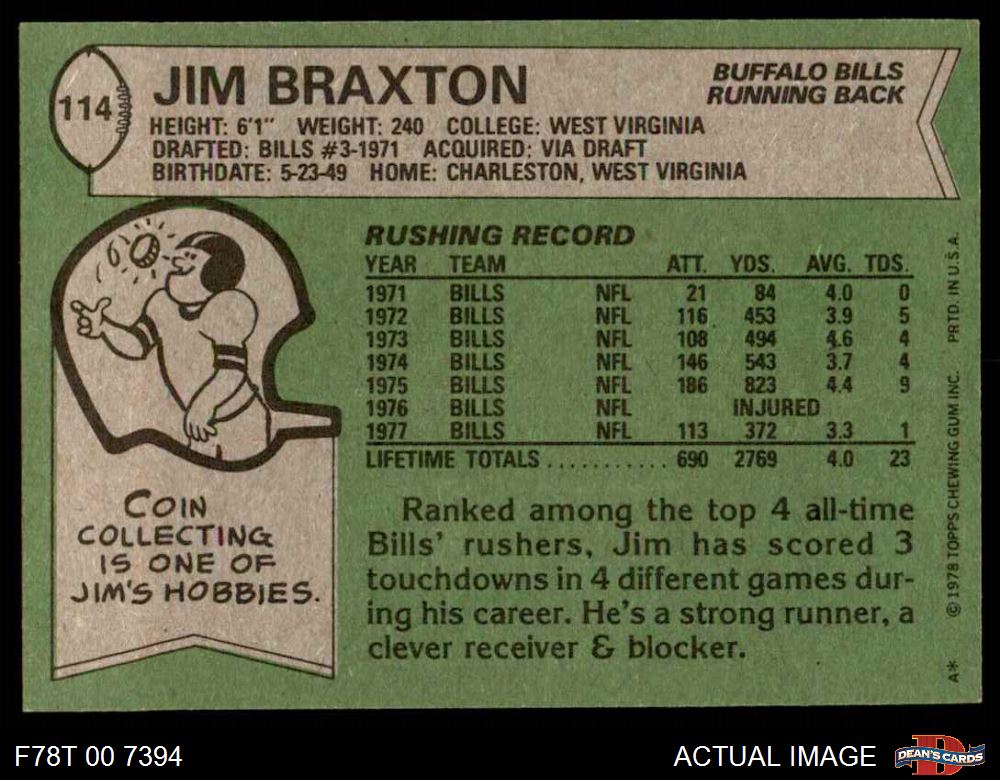 114
JIM BRAXTON
BUFFALO BILLS
RUNNING BACK
HEIGHT: 6'1" WEIGHT: 240 COLLEGE: WEST VIRGINIA
DRAFTED: BILLS #3-1971 ACQUIRED: VIA DRAFT
BIRTHDATE: 5-23-49 HOME: CHARLESTON, WEST VIRGINIA
RUSHING RECORD
YEAR TEAM ATT. YDS. AVG. TDS.
1971 BILLS NFL 21 84 4.0 0
1972 BILLS NFL 116 453 3.9 5
1973 BILLS NFL 108 494 4.6 4
1974 BILLS NFL 146 543 3.7 4
1975 BILLS NFL 186 823 4.4 9
1976 BILLS NFL INJURED
1977 BILLS NFL 113 372 3.3 1
LIFETIME TOTALS ........... 690 2769 4.0 23
COIN
COLLECTING
IS ONE OF
JIM'S HOBBIES.
Ranked among the top 4 all-time
Bills' rushers, Jim has scored 3
touchdowns in 4 different games dur-
ing his career. He's a strong runner, a
clever receiver & blocker.
A* © 1978 TOPPS CHEWING GUM INC. PRTD. IN U.S.A.
F78T 00 7394
ACTUAL IMAGE
D
DEAN'S CARDS